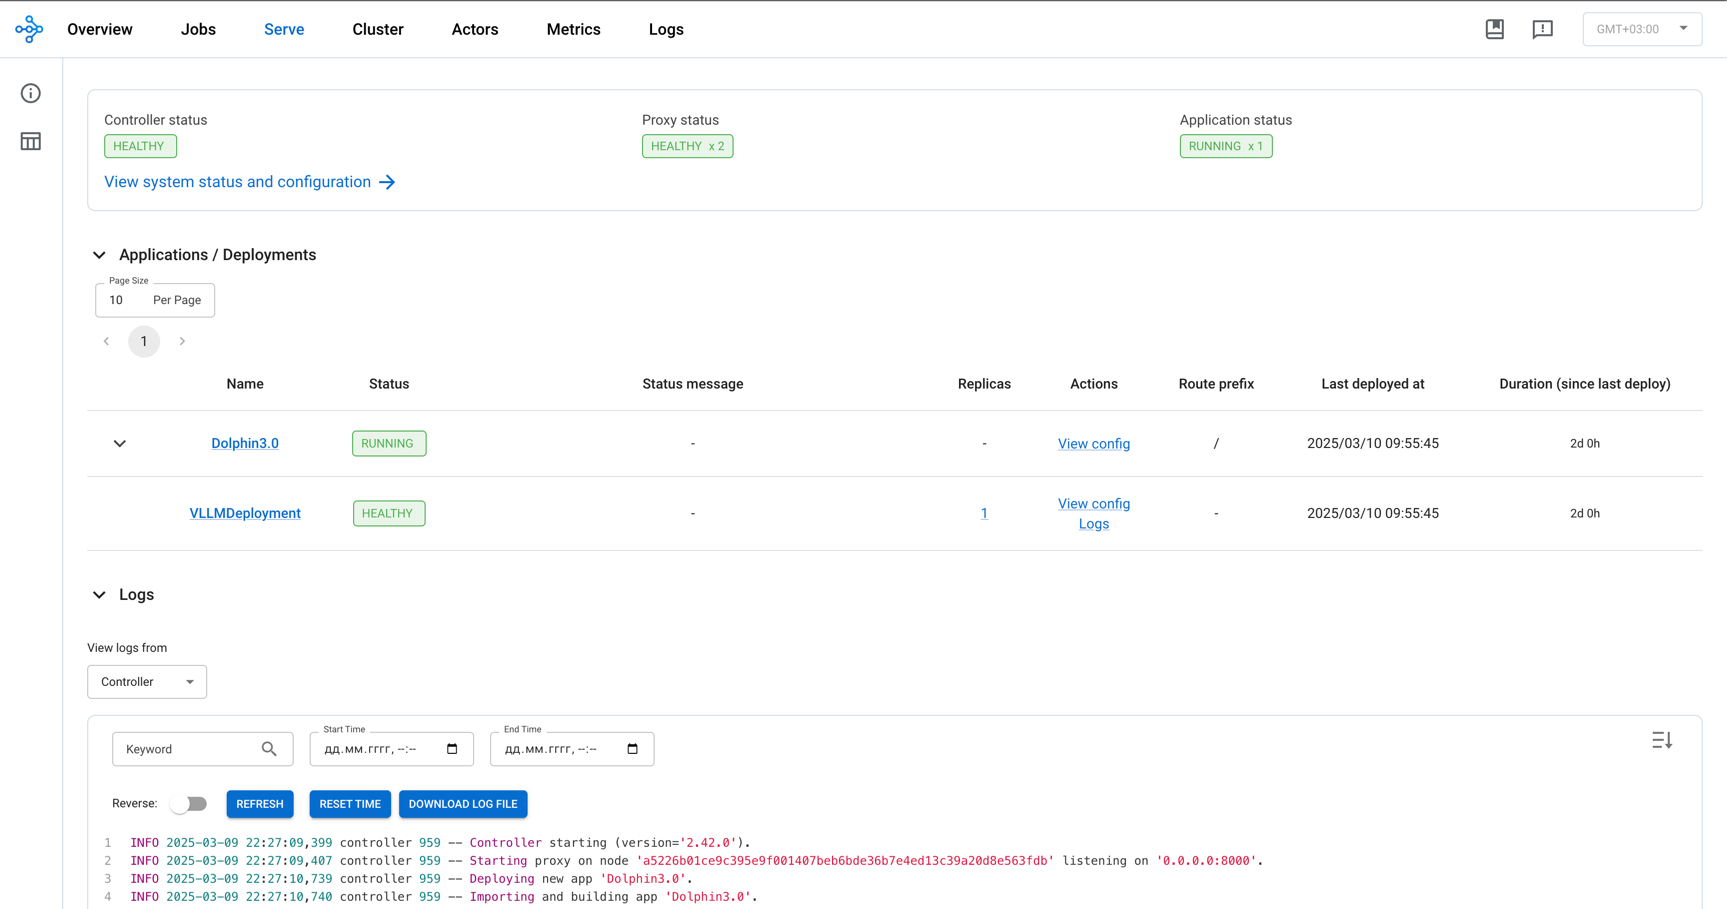 Overview Jobs Serve Cluster Actors Metrics Logs GMT+03:00
Controller status Proxy status Application status
HEALTHY HEALTHY x 2 RUNNING x 1
View system status and configuration
Applications / Deployments
Page Size
10 Per Page
1
Name Status Status message Replicas Actions Route prefix Last deployed at Duration (since last deploy)
Dolphin3.0 RUNNING - - View config / 2025/03/10 09:55:45 2d 0h
VLLMDeployment HEALTHY - 1 View config Logs - 2025/03/10 09:55:45 2d 0h
Logs
View logs from
Controller
Start Time End Time
Keyword дд.мм.гггг, --:-- дд.мм.гггг, --:--
Reverse: REFRESH RESET TIME DOWNLOAD LOG FILE
1 INFO 2025-03-09 22:27:09,399 controller 959 -- Controller starting (version='2.42.0').
2 INFO 2025-03-09 22:27:09,407 controller 959 -- Starting proxy on node 'a5226b01ce9c395e9f001407beb6bde36b7e4ed13c39a20d8e563fdb' listening on '0.0.0.0:8000'.
3 INFO 2025-03-09 22:27:10,739 controller 959 -- Deploying new app 'Dolphin3.0'.
4 INFO 2025-03-09 22:27:10,740 controller 959 -- Importing and building app 'Dolphin3.0'.